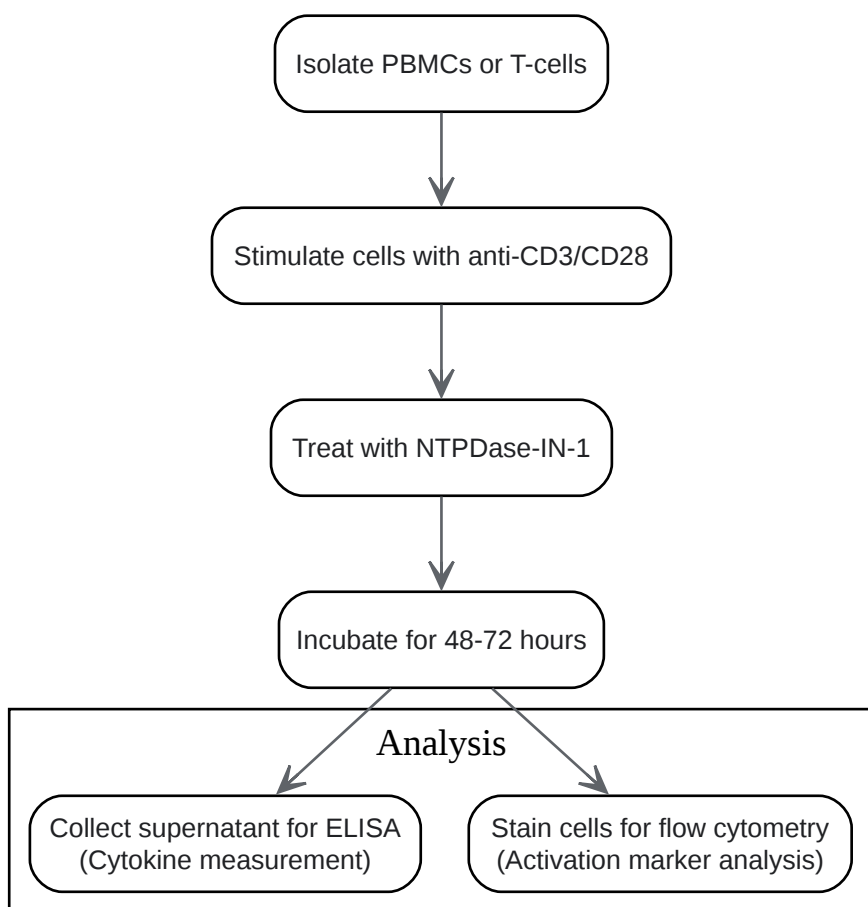 Isolate PBMCs or T-cells
Stimulate cells with anti-CD3/CD28
Treat with NTPDase-IN-1
Incubate for 48-72 hours
Analysis
Collect supernatant for ELISA
(Cytokine measurement)
Stain cells for flow cytometry
(Activation marker analysis)